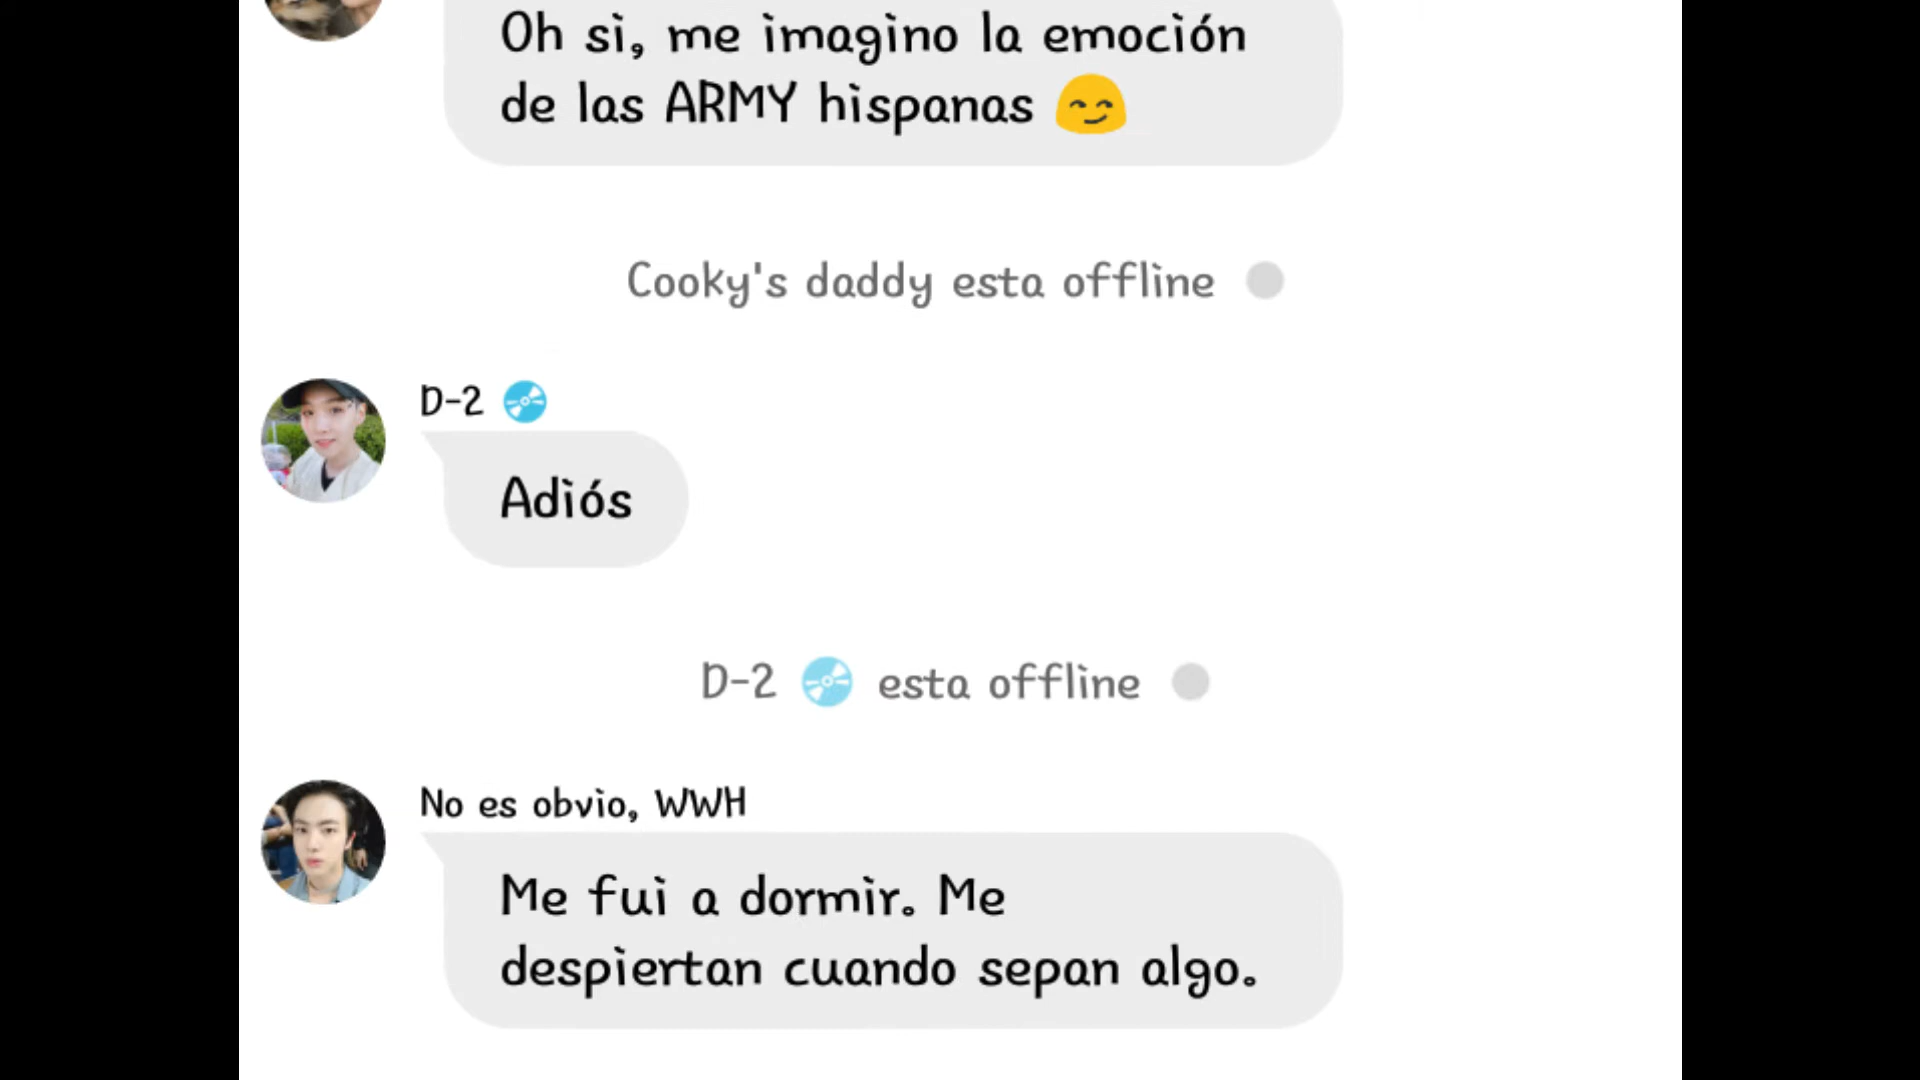 Oh si, me imagino la emoción
de las ARMY hispanas 😏
Cooky's daddy esta offline
D-2 💿
Adiós
D-2 💿 esta offline
No es obvio, WWH
Me fui a dormir. Me
despiertan cuando sepan algo.